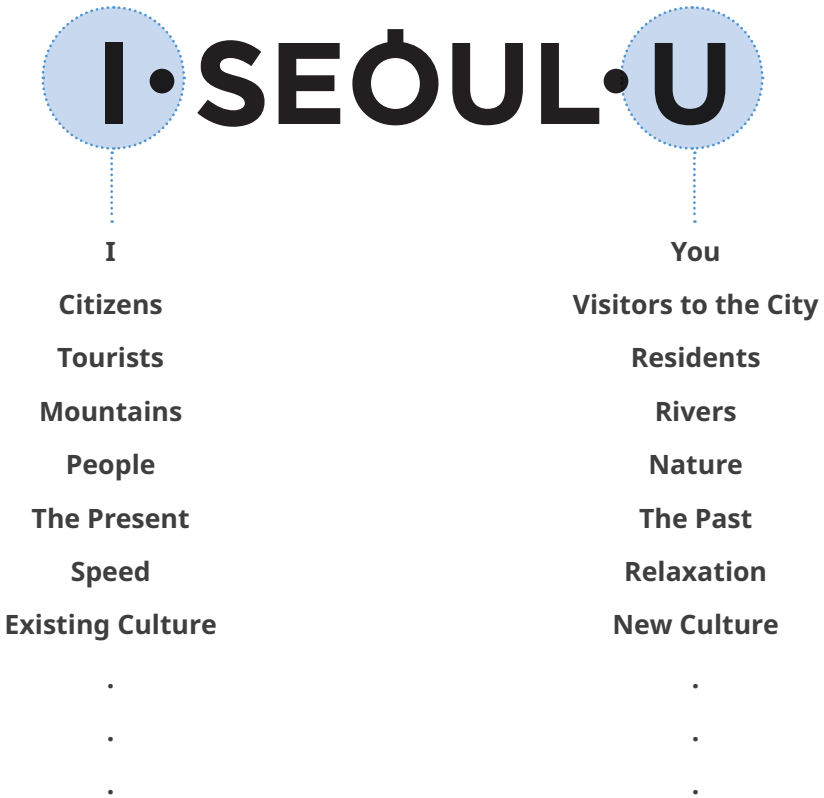 I·SEOUL·U
I You
Citizens Visitors to the City
Tourists Residents
Mountains Rivers
People Nature
The Present The Past
Speed Relaxation
Existing Culture New Culture
. .
. .
. .